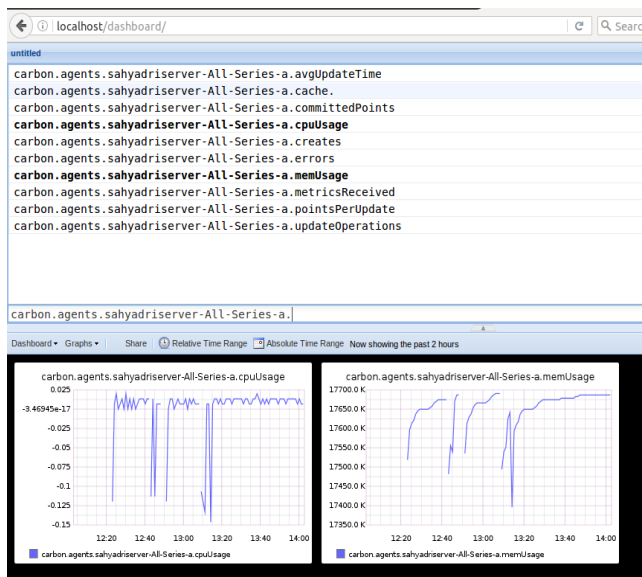 localhost/dashboard/
Searc
untitled
carbon.agents.sahyadriserver-All-Series-a.avgUpdateTime
carbon.agents.sahyadriserver-All-Series-a.cache.
carbon.agents.sahyadriserver-All-Series-a.committedPoints
carbon.agents.sahyadriserver-All-Series-a.cpuUsage
carbon.agents.sahyadriserver-All-Series-a.creates
carbon.agents.sahyadriserver-All-Series-a.errors
carbon.agents.sahyadriserver-All-Series-a.memUsage
carbon.agents.sahyadriserver-All-Series-a.metricsReceived
carbon.agents.sahyadriserver-All-Series-a.pointsPerUpdate
carbon.agents.sahyadriserver-All-Series-a.updateOperations
carbon.agents.sahyadriserver-All-Series-a.
Dashboard Graphs Share Relative Time Range Absolute Time Range Now showing the past 2 hours
carbon.agents.sahyadriserver-All-Series-a.cpuUsage
0.025
-3.46945e-17
-0.025
-0.05
-0.075
-0.1
-0.125
-0.15
12:20 12:40 13:00 13:20 13:40 14:00
carbon.agents.sahyadriserver-All-Series-a.cpuUsage
carbon.agents.sahyadriserver-All-Series-a.memUsage
17700.0 K
17650.0 K
17600.0 K
17550.0 K
17500.0 K
17450.0 K
17400.0 K
17350.0 K
12:20 12:40 13:00 13:20 13:40 14:00
carbon.agents.sahyadriserver-All-Series-a.memUsage